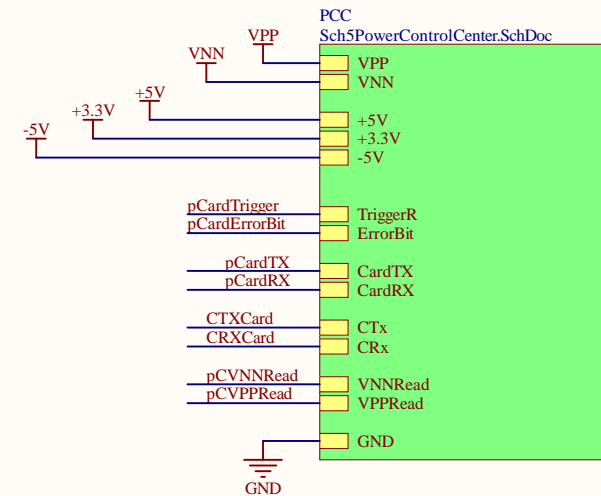 PCC
Sch5PowerControlCenter.SchDoc
VPP
VNN
+5V
+3.3V
-5V
VPP
VNN
+5V
+3.3V
-5V
pCardTrigger
TriggerR
pCardErrorBit
ErrorBit
pCardTX
CardTX
pCardRX
CardRX
CTXCard
CTx
CRXCard
CRx
pCVNNRead
VNNRead
pCVPPRead
VPPRead
GND
GND